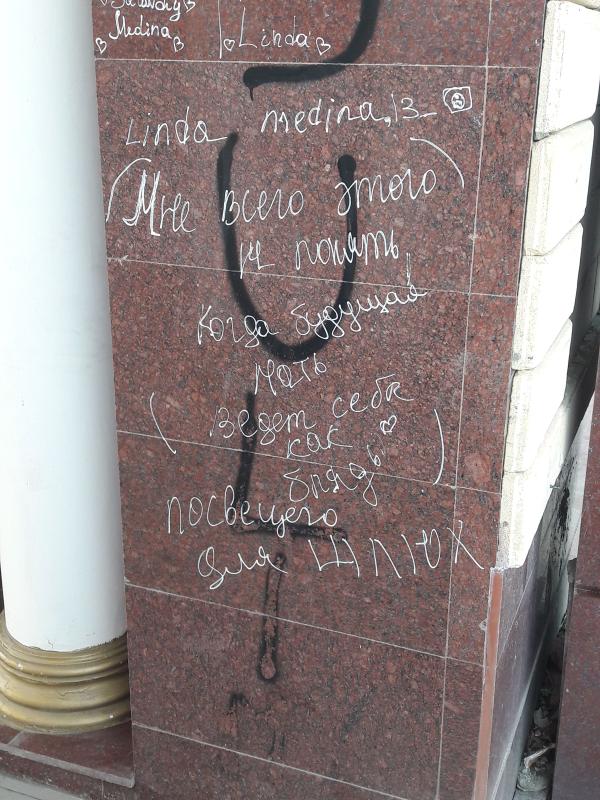 Medina
Linda
Linda medina, 13
(Мне всего этого
не понять!
Когда будущая
мать
( Ведет себя
как
блядь )
посвещего
для ШЛЮХ